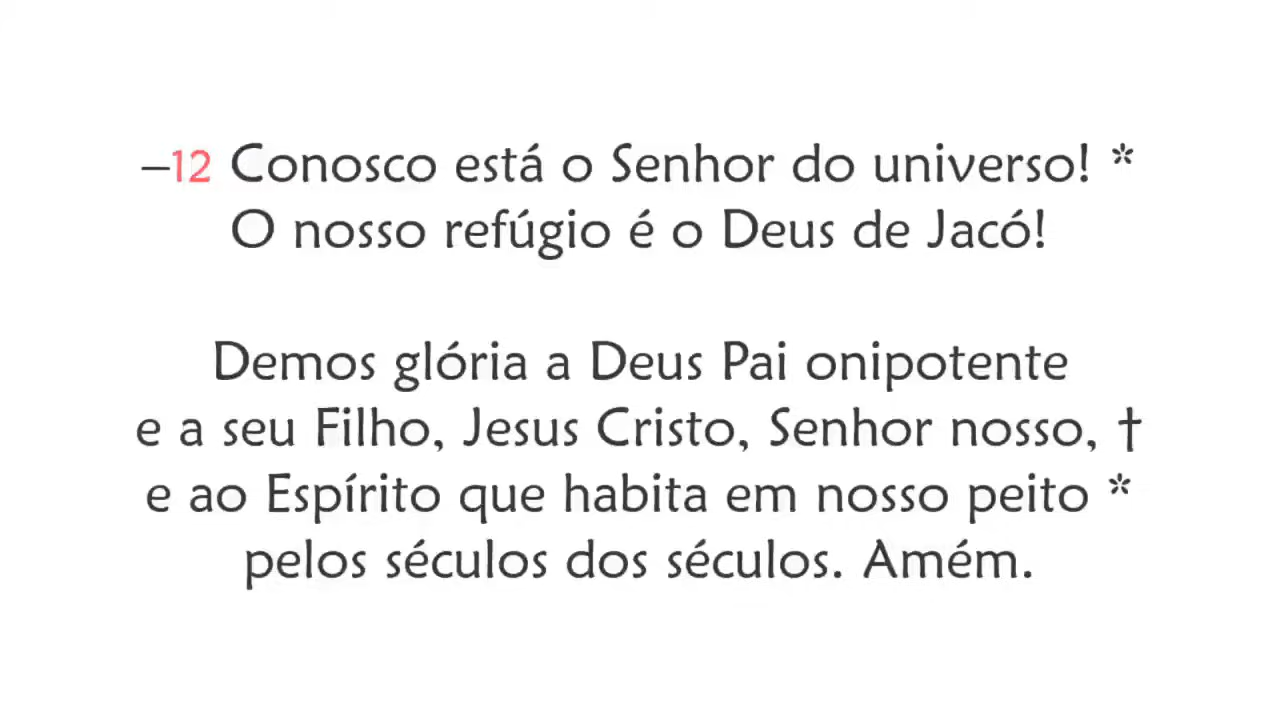 –12 Conosco está o Senhor do universo! *
O nosso refúgio é o Deus de Jacó!
Demos glória a Deus Pai onipotente
e a seu Filho, Jesus Cristo, Senhor nosso, †
e ao Espírito que habita em nosso peito *
pelos séculos dos séculos. Amém.